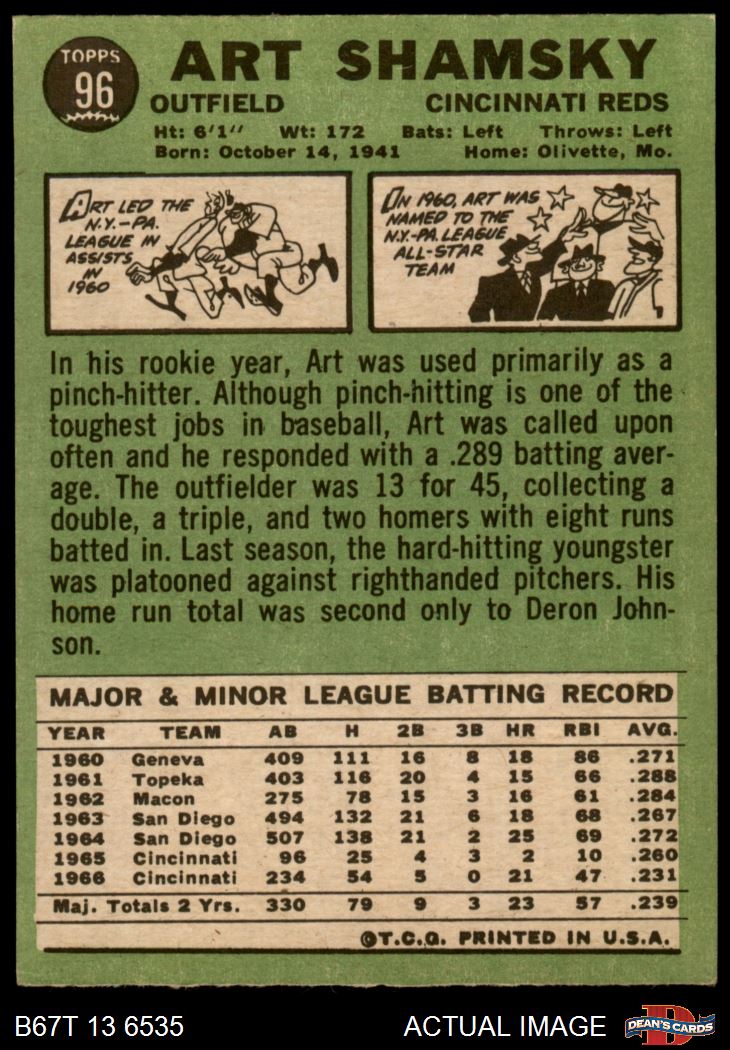 TOPPS
96
ART SHAMSKY
OUTFIELD CINCINNATI REDS
Ht: 6'1" Wt: 172 Bats: Left Throws: Left
Born: October 14, 1941 Home: Olivette, Mo.
ART LED THE
N.Y.-PA.
LEAGUE IN
ASSISTS
IN
1960
IN 1960, ART WAS
NAMED TO THE
N.Y.-PA. LEAGUE
ALL-STAR
TEAM
In his rookie year, Art was used primarily as a
pinch-hitter. Although pinch-hitting is one of the
toughest jobs in baseball, Art was called upon
often and he responded with a .289 batting aver-
age. The outfielder was 13 for 45, collecting a
double, a triple, and two homers with eight runs
batted in. Last season, the hard-hitting youngster
was platooned against righthanded pitchers. His
home run total was second only to Deron John-
son.
MAJOR & MINOR LEAGUE BATTING RECORD
YEAR TEAM AB H 2B 3B HR RBI AVG.
1960 Geneva 409 111 16 8 18 86 .271
1961 Topeka 403 116 20 4 15 66 .288
1962 Macon 275 78 15 3 16 61 .284
1963 San Diego 494 132 21 6 18 68 .267
1964 San Diego 507 138 21 2 25 69 .272
1965 Cincinnati 96 25 4 3 2 10 .260
1966 Cincinnati 234 54 5 0 21 47 .231
Maj. Totals 2 Yrs. 330 79 9 3 23 57 .239
©T.C.G. PRINTED IN U.S.A.
B67T 13 6535 ACTUAL IMAGE
D
DEAN'S CARDS